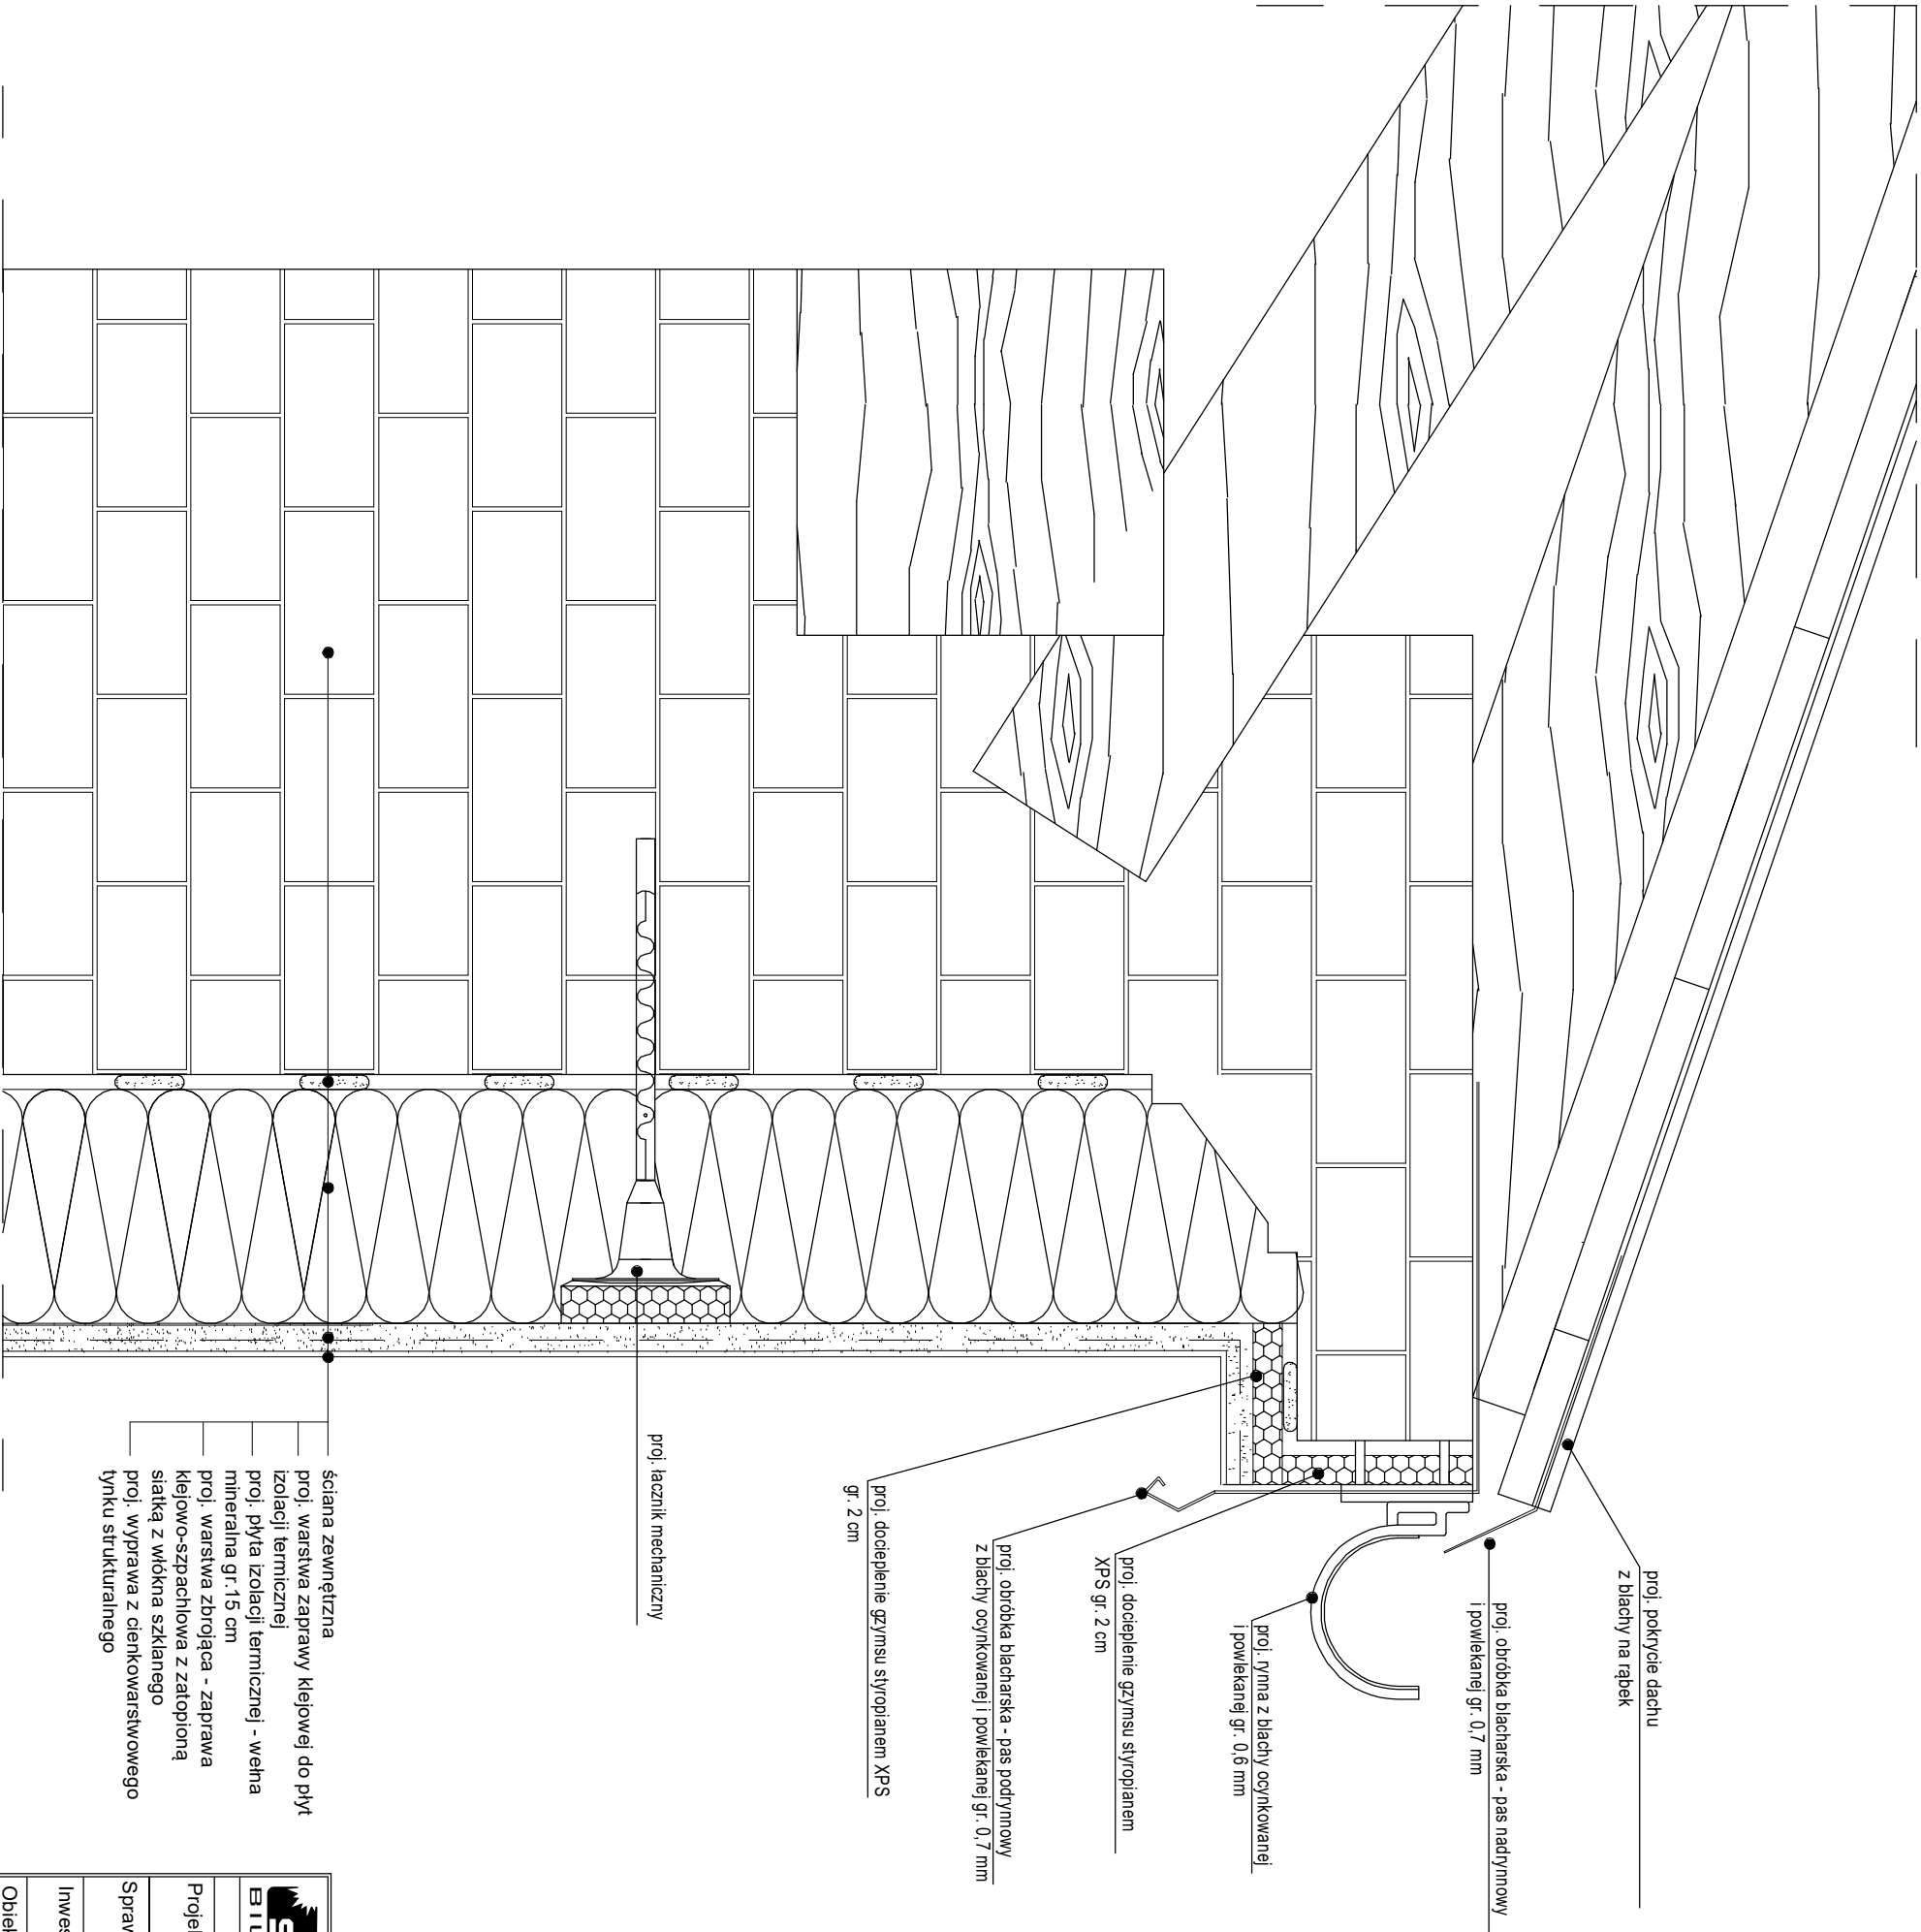 proj. pokrycie dachu
z blachy na rąbek
proj. obróbka blacharska - pas nadrynnowy
i powlekanej gr. 0,7 mm
proj. rynna z blachy ocynkowanej
i powlekanej gr. 0,6 mm
proj. docieplenie gzymsu styropianem
XPS gr. 2 cm
proj. obróbka blacharska - pas podrynnowy
z blachy ocynkowanej i powlekanej gr. 0,7 mm
proj. docieplenie gzymsu styropianem XPS
gr. 2 cm
proj. łacznik mechaniczny
ściana zewnętrzna
proj. warstwa zaprawy klejowej do płyt
izolacji termicznej
proj. płyta izolacji termicznej - wełna
mineralna gr.15 cm
proj. warstwa zbrojąca - zaprawa
klejowo-szpachlowa z zatopioną
siatką z włókna szklanego
proj. wyprawa z cienkowarstwowego
tynku strukturalnego